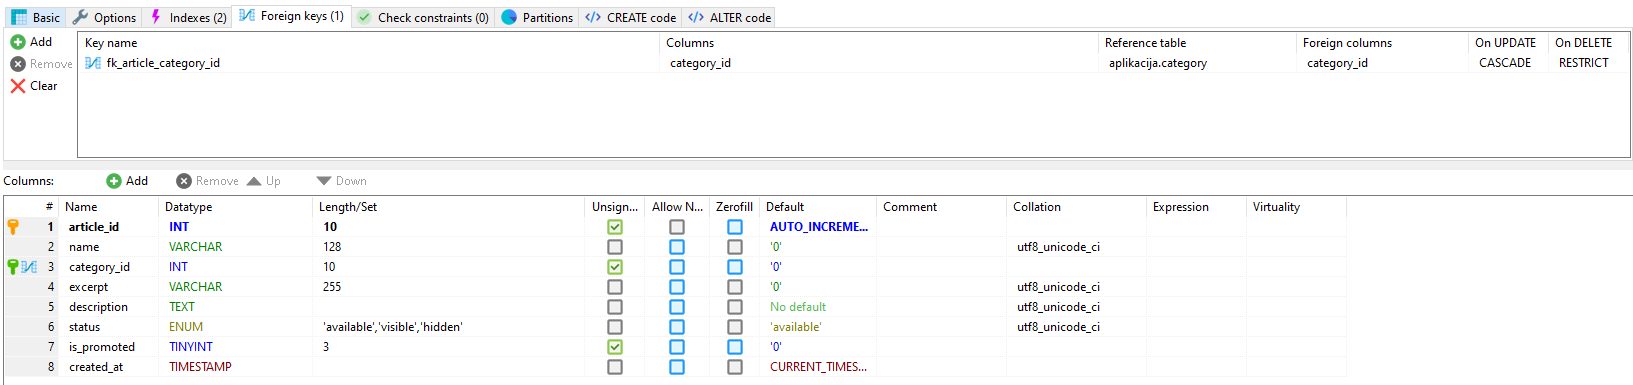 Basic Options Indexes (2) Foreign keys (1) Check constraints (0) Partitions CREATE code ALTER code
Add
Remove
Clear
Key name Columns Reference table Foreign columns On UPDATE On DELETE
fk_article_category_id category_id aplikacija.category category_id CASCADE RESTRICT
Columns: Add Remove Up Down
# Name Datatype Length/Set Unsign... Allow N... Zerofill Default Comment Collation Expression Virtuality
1 article_id INT 10 AUTO_INCREME...
2 name VARCHAR 128 '0' utf8_unicode_ci
3 category_id INT 10 '0'
4 excerpt VARCHAR 255 '0' utf8_unicode_ci
5 description TEXT No default utf8_unicode_ci
6 status ENUM 'available','visible','hidden' 'available' utf8_unicode_ci
7 is_promoted TINYINT 3 '0'
8 created_at TIMESTAMP CURRENT_TIMES...